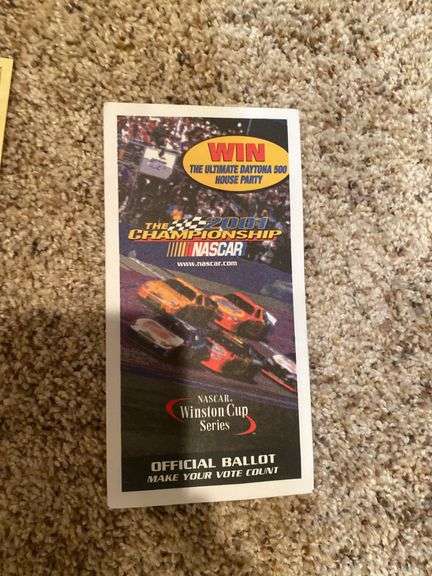 WIN
THE ULTIMATE DAYTONA 500
HOUSE PARTY
THE 2001
CHAMPIONSHIP
NASCAR
www.nascar.com
NASCAR®
Winston Cup
Series
OFFICIAL BALLOT
MAKE YOUR VOTE COUNT